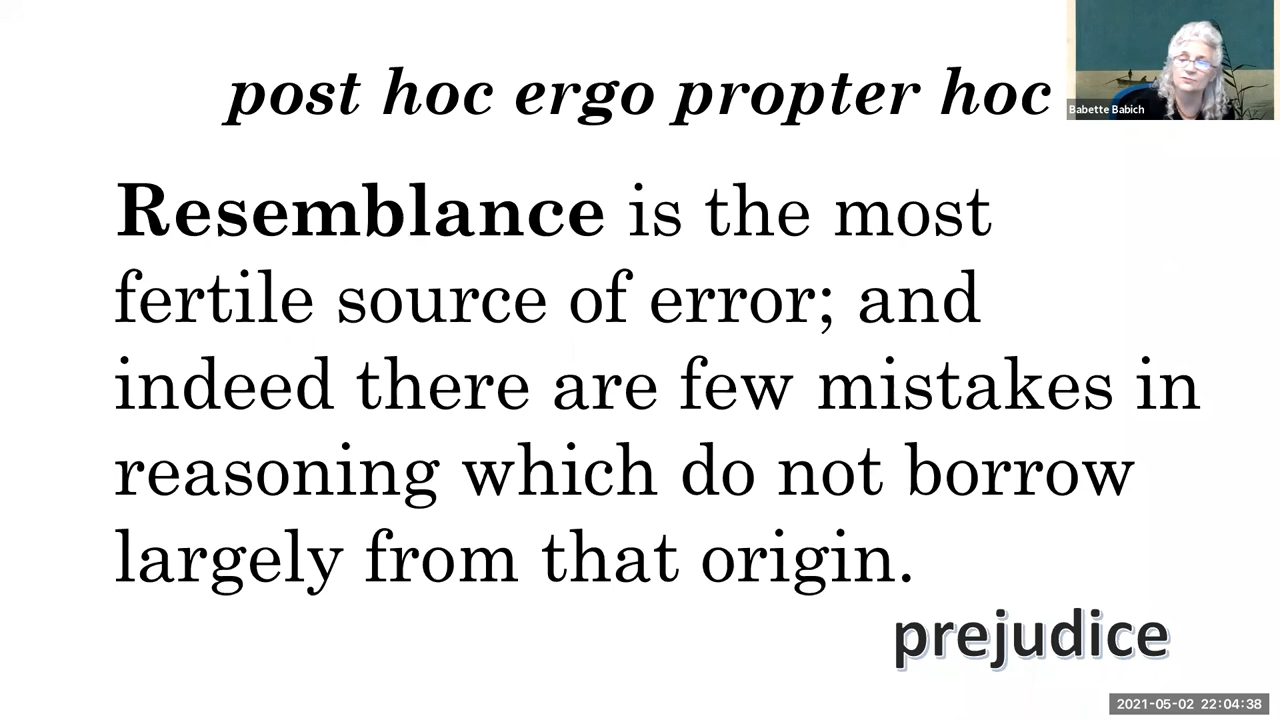 post hoc ergo propter hoc
Babette Babich
Resemblance is the most
fertile source of error; and
indeed there are few mistakes in
reasoning which do not borrow
largely from that origin.
prejudice
2021-05-02 22:04:38